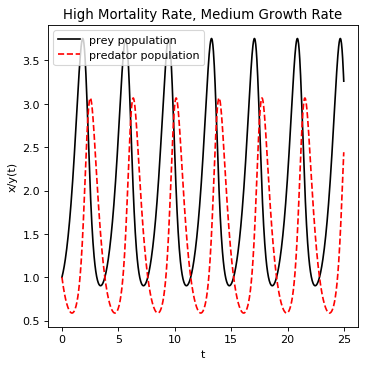 High Mortality Rate, Medium Growth Rate
prey population
predator population
3.5
3.0
2.5
2.0
1.5
1.0
0.5
x/y(t)
0 5 10 15 20 25
t